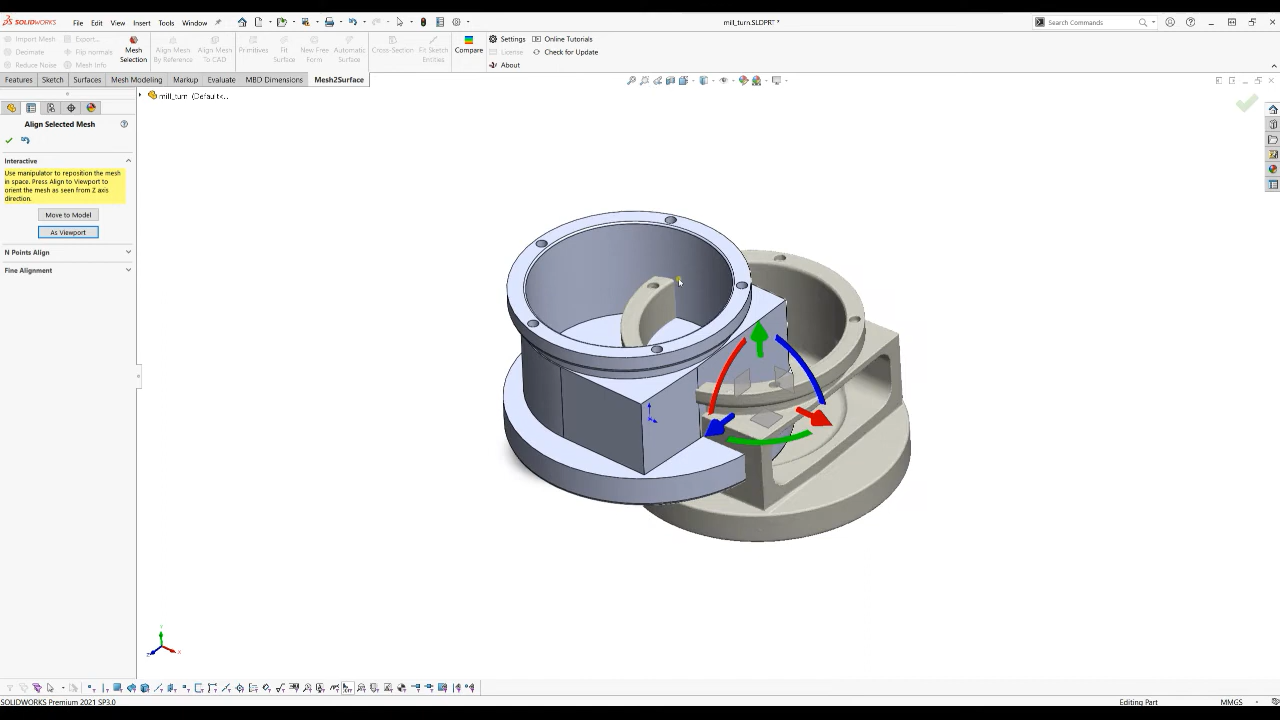 SOLIDWORKS File Edit View Insert Tools Window mill_turn.SLDPRT * Search Commands
Import Mesh Export... Mesh Selection Align Mesh By Reference Align Mesh To CAD Primitives Fit Surface New Free Form Automatic Surface Cross-Section Fit Sketch Entities Compare Settings Online Tutorials
Decimate Flip normals License Check for Update
Reduce Noise Mesh Info About
Features Sketch Surfaces Mesh Modeling Markup Evaluate MBD Dimensions Mesh2Surface
mill_turn (Default<...
Align Selected Mesh
Interactive
Use manipulator to reposition the mesh
in space. Press Align to Viewport to
orient the mesh as seen from Z axis
direction.
Move to Model
As Viewport
N Points Align
Fine Alignment
Y
Z X
SOLIDWORKS Premium 2021 SP3.0 Editing Part MMGS